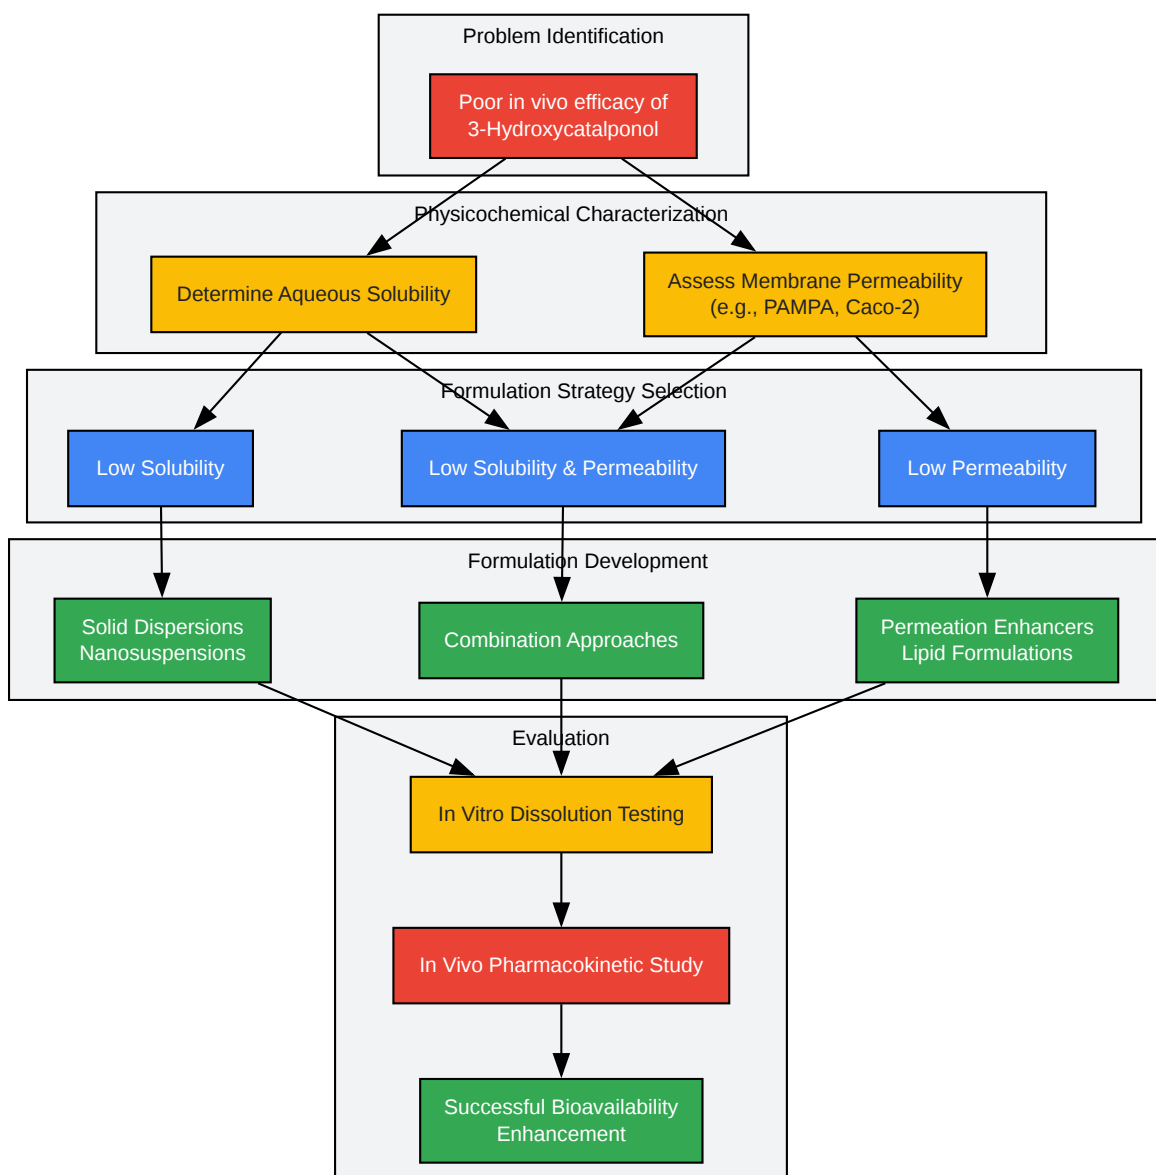 Problem Identification
Poor in vivo efficacy of
3-Hydroxycatalponol
Physicochemical Characterization
Determine Aqueous Solubility
Assess Membrane Permeability
(e.g., PAMPA, Caco-2)
Formulation Strategy Selection
Low Solubility
Low Solubility & Permeability
Low Permeability
Formulation Development
Solid Dispersions
Nanosuspensions
Combination Approaches
Permeation Enhancers
Lipid Formulations
Evaluation
In Vitro Dissolution Testing
In Vivo Pharmacokinetic Study
Successful Bioavailability
Enhancement